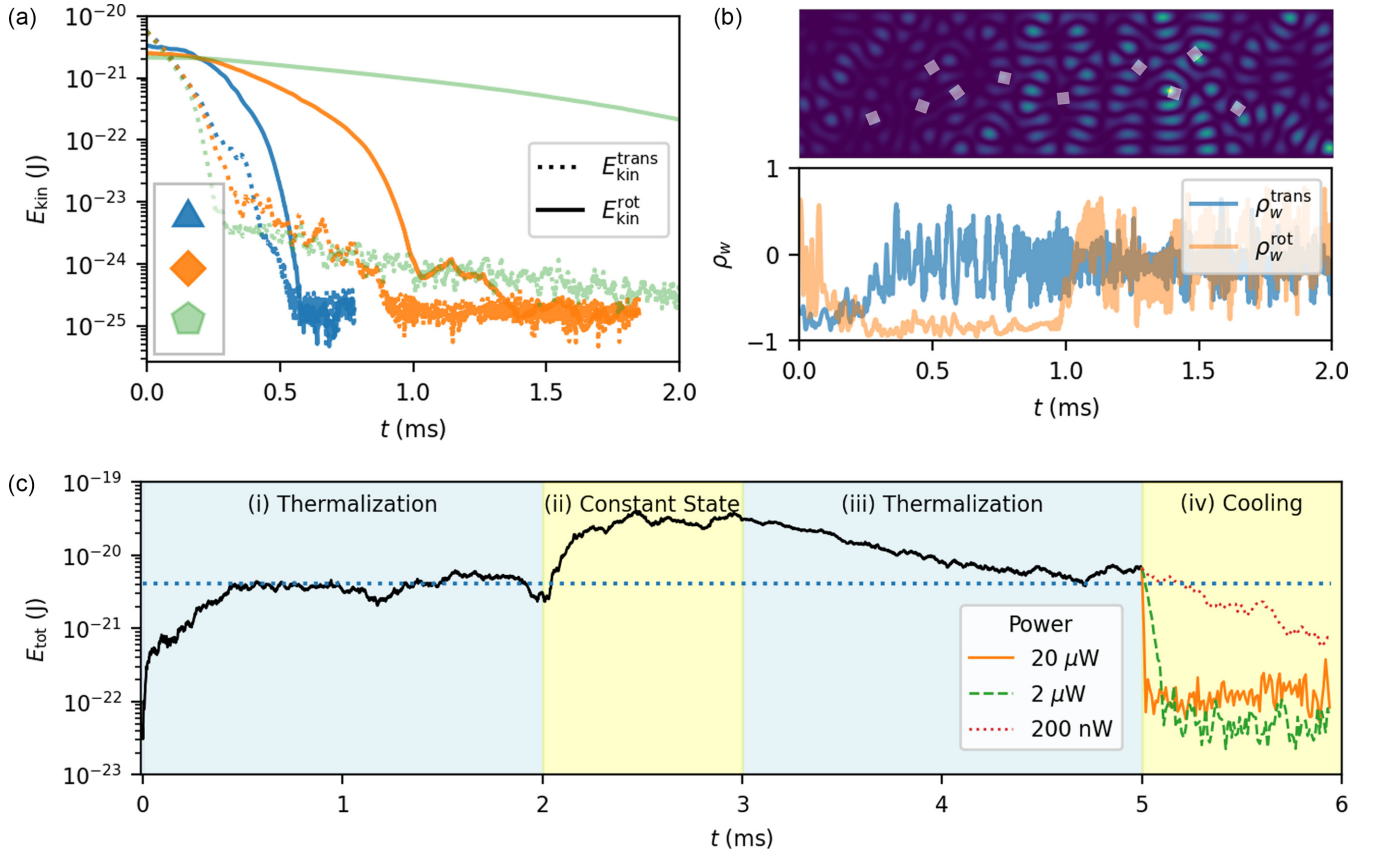 (a)
10⁻²⁰
10⁻²¹
10⁻²²
10⁻²³
10⁻²⁴
10⁻²⁵
E_kin (J)
E_kin^trans
E_kin^rot
0.0 0.5 1.0 1.5 2.0
t (ms)
(b)
1
0
−1
ρ_w
ρ_w^trans
ρ_w^rot
0.0 0.5 1.0 1.5 2.0
t (ms)
(c)
10⁻¹⁹
10⁻²⁰
10⁻²¹
10⁻²²
10⁻²³
E_tot (J)
(i) Thermalization (ii) Constant State (iii) Thermalization (iv) Cooling
Power
20 μW
2 μW
200 nW
0 1 2 3 4 5 6
t (ms)